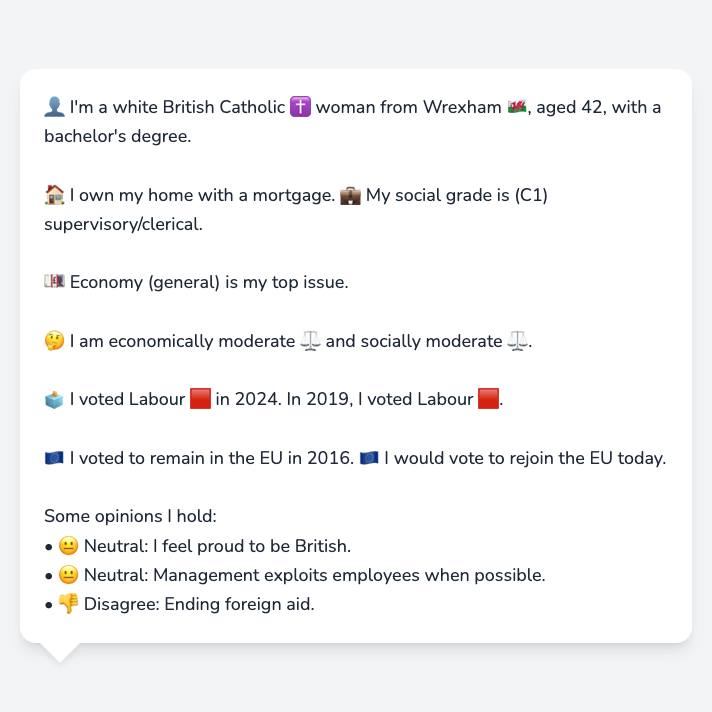 👤 I'm a white British Catholic ✝️ woman from Wrexham 🏴󠁧󠁢󠁷󠁬󠁳󠁿, aged 42, with a
bachelor's degree.
🏠 I own my home with a mortgage. 💼 My social grade is (C1)
supervisory/clerical.
💷 Economy (general) is my top issue.
🤔 I am economically moderate ⚖️ and socially moderate ⚖️.
🗳️ I voted Labour 🟥 in 2024. In 2019, I voted Labour 🟥.
🇪🇺 I voted to remain in the EU in 2016. 🇪🇺 I would vote to rejoin the EU today.
Some opinions I hold:
• 😐 Neutral: I feel proud to be British.
• 😐 Neutral: Management exploits employees when possible.
• 👎 Disagree: Ending foreign aid.